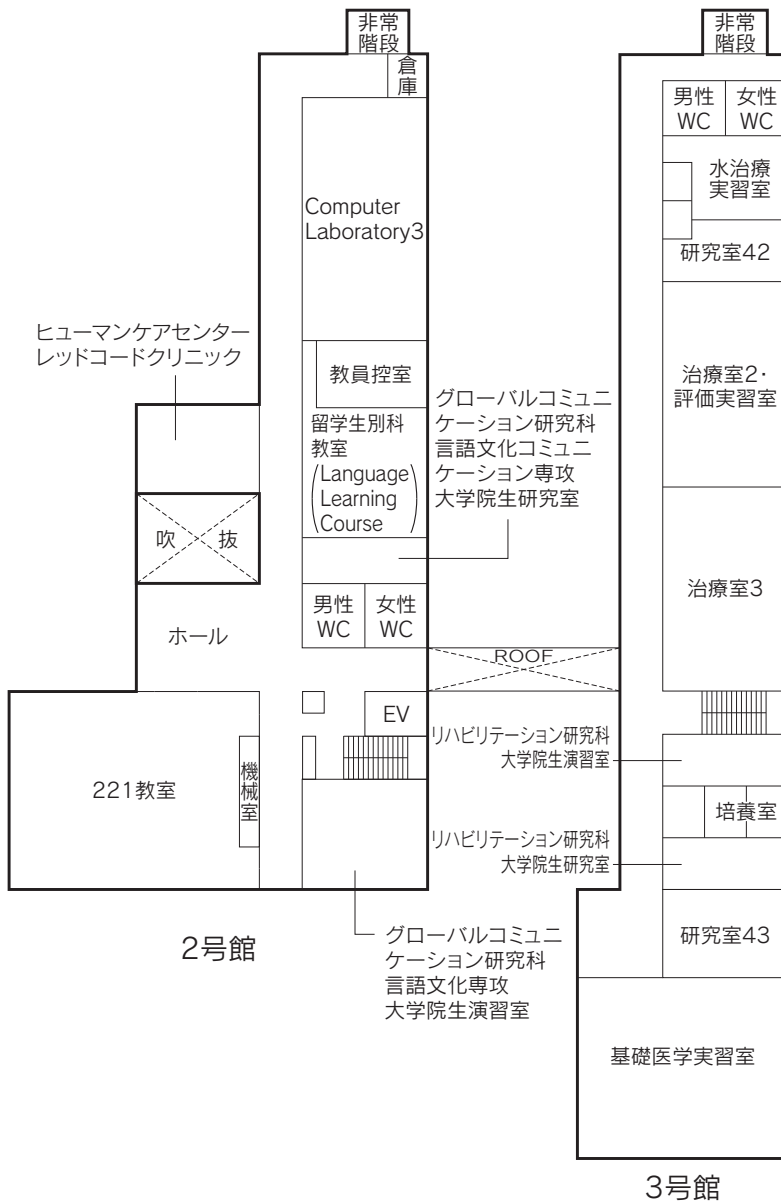 非常
階段
倉
庫
Computer
Laboratory3
ヒューマンケアセンター
レッドコードクリニック
教員控室
留学生別科
教室
(Language
Learning
Course)
グローバルコミュニ
ケーション研究科
言語文化コミュニ
ケーション専攻
大学院生研究室
吹 抜
男性
WC
女性
WC
ホール
ROOF
EV
221教室
機
械
室
2号館
グローバルコミュニ
ケーション研究科
言語文化専攻
大学院生演習室
非常
階段
男性
WC
女性
WC
水治療
実習室
研究室42
治療室2・
評価実習室
治療室3
リハビリテーション研究科
大学院生演習室
培養室
リハビリテーション研究科
大学院生研究室
研究室43
基礎医学実習室
3号館